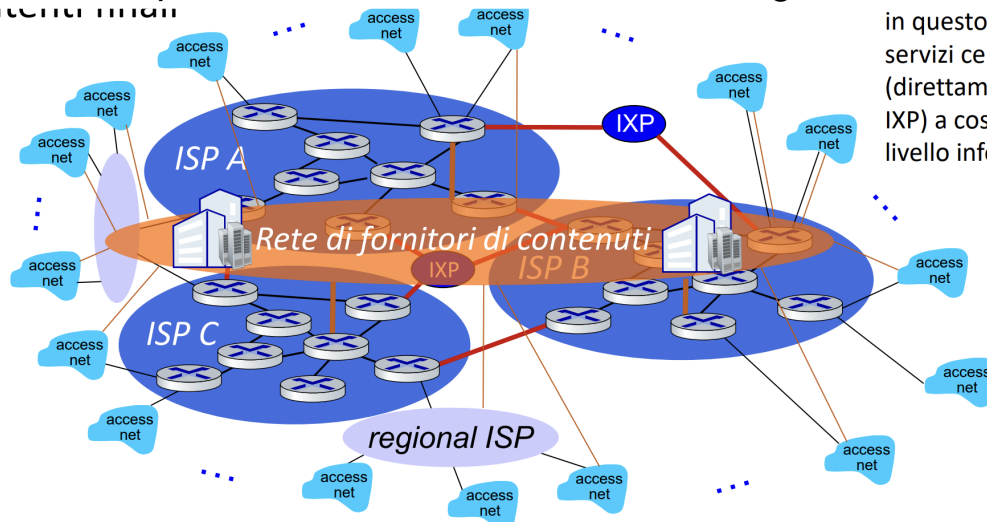 utenti finali
in questo
servizi ce
(direttam
IXP) a cos
livello info
access
net
access
net
access
net
access
net
access
net
access
net
access
net
IXP
access
net
ISP A
Rete di fornitori di contenuti
IXP
ISP B
access
net
access
net
ISP C
access
net
access
net
access
net
regional ISP
access
net
access
net
access
net
access
net